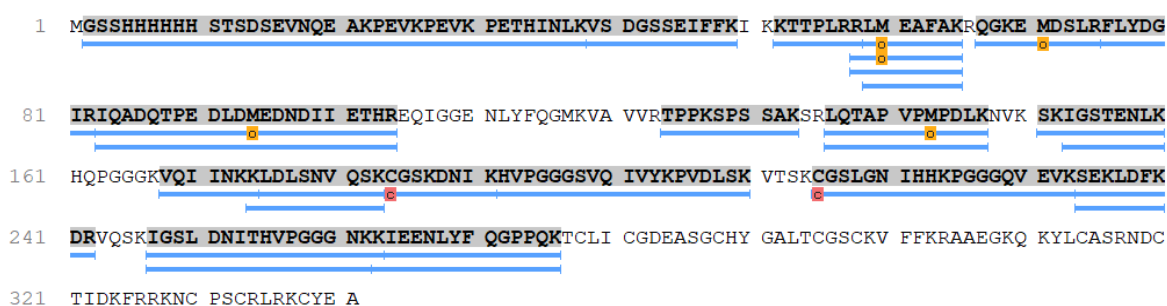 1 MGSSHHHHHH STSDSEVNQE AKPEVKPEVK PETHINLKVS DGSSEIFFKI KKTTPLRRLM EAFAKRQGKE MDSLRFLYDG
o o
o
81 IRIQADQTPE DLDMEDNDII ETHREQIGGE NLYFQGMKVA VVRTPPKSPS SAKSRLQTAP VPMPDLKNVK SKIGSTENLK
o o
161 HQPGGGKVQI INKKLDLSNV QSKCGSKDNI KHVPGGGSVQ IVYKPVDLSK VTSKCGSLGN IHHKPGGGQV EVKSEKLDFK
c c
241 DRVQSKIGSL DNITHVPGGG NKKIEENLYF QGPPQKTCLI CGDEASGCHY GALTCGSCKV FFKRAAEGKQ KYLCASRNDC
321 TIDKFRRKNC PSCRLRKCYE A